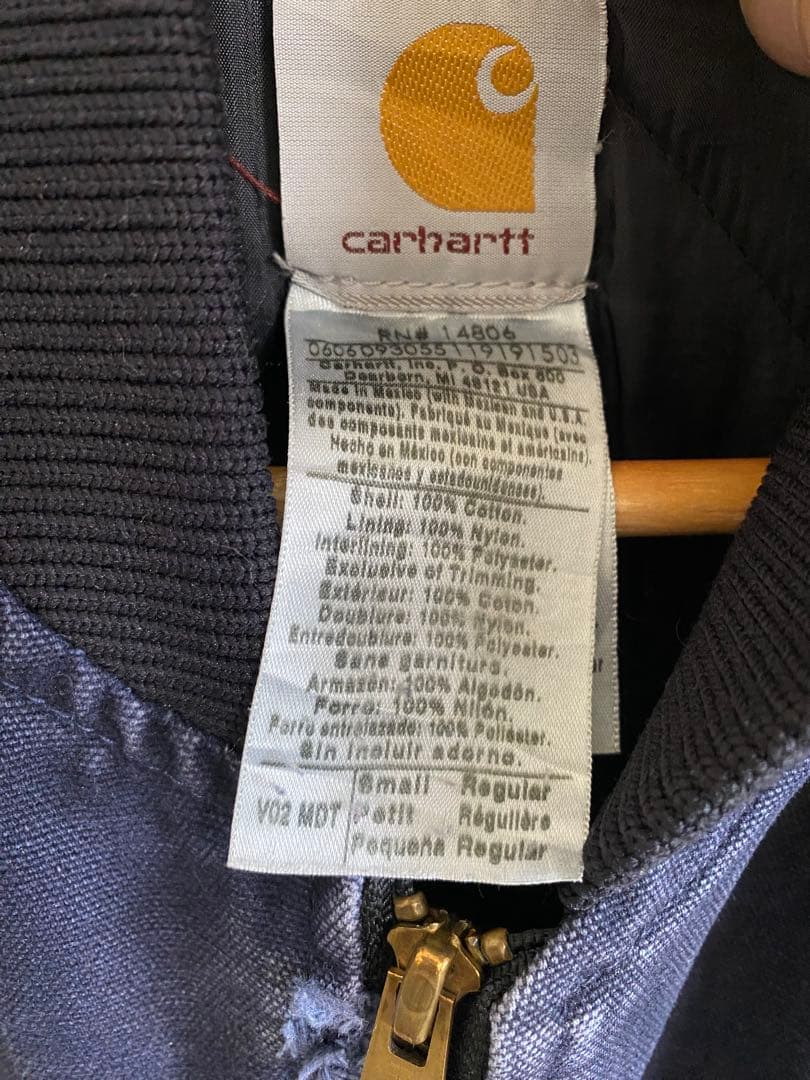 carhartt
RN# 14806
0606093055 119191503
Carhartt, Inc. P. O. Box 600
Dearborn, MI 48121 USA
Made in Mexico (with Mexican and U.S.A.
components). Fabriqué au Mexique (avec
des composants mexicains et américains).
Hecho en México (con componentes
mexicanos y estadounidenses).
Shell: 100% Cotton.
Lining: 100% Nylon.
Interlining: 100% Polyester.
Exclusive of Trimming.
Extérieur: 100% Coton.
Doublure: 100% Nylon.
Entredoublure: 100% Polyester.
Sans garniture.
Armazón: 100% Algodón.
Forro: 100% Nilón.
Forro entrelazado: 100% Poliester.
Sin incluir adorno.
V02 MDT
Small Regular
Petit Régulière
Pequeña Regular